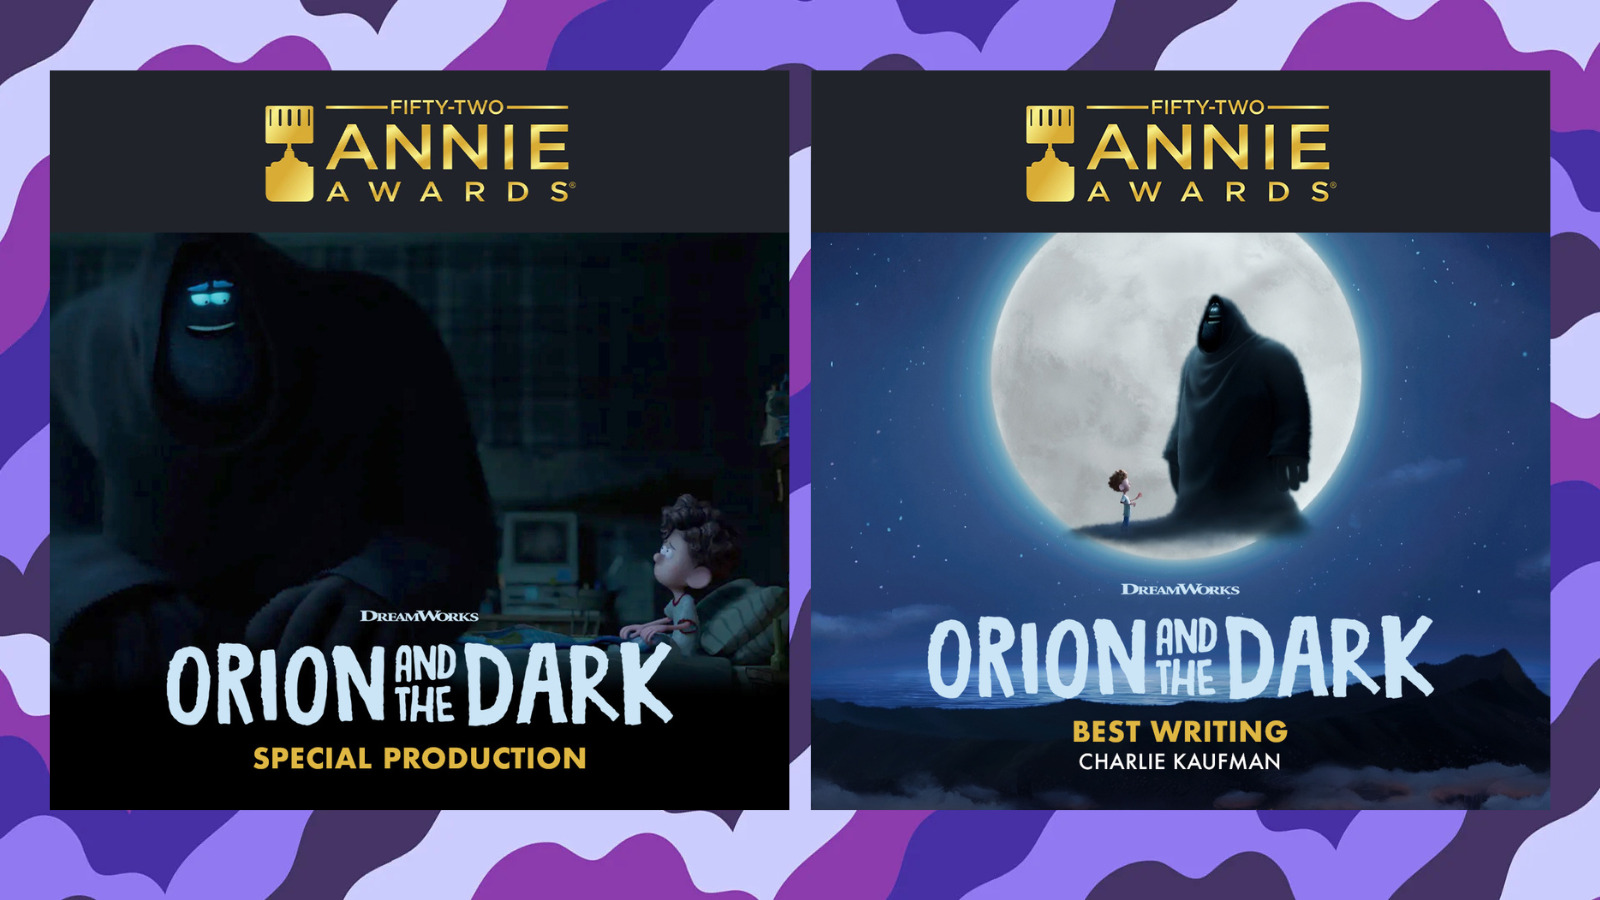 FIFTY-TWO
ANNIE
AWARDS®
DREAMWORKS
ORION AND THE DARK
SPECIAL PRODUCTION
FIFTY-TWO
ANNIE
AWARDS®
DREAMWORKS
ORION AND THE DARK
BEST WRITING
CHARLIE KAUFMAN